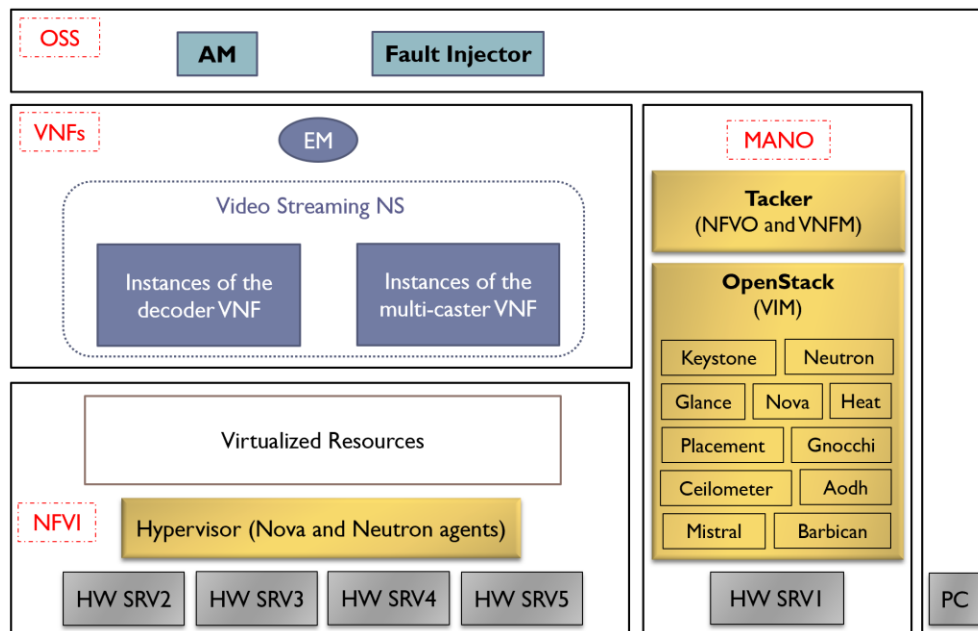 OSS
AM
Fault Injector
VNFs
EM
Video Streaming NS
Instances of the
decoder VNF
Instances of the
multi-caster VNF
MANO
Tacker
(NFVO and VNFM)
OpenStack
(VIM)
Keystone
Neutron
Glance
Nova
Heat
Placement
Gnocchi
Ceilometer
Aodh
Mistral
Barbican
Virtualized Resources
NFVI
Hypervisor (Nova and Neutron agents)
HW SRV2
HW SRV3
HW SRV4
HW SRV5
HW SRV1
PC